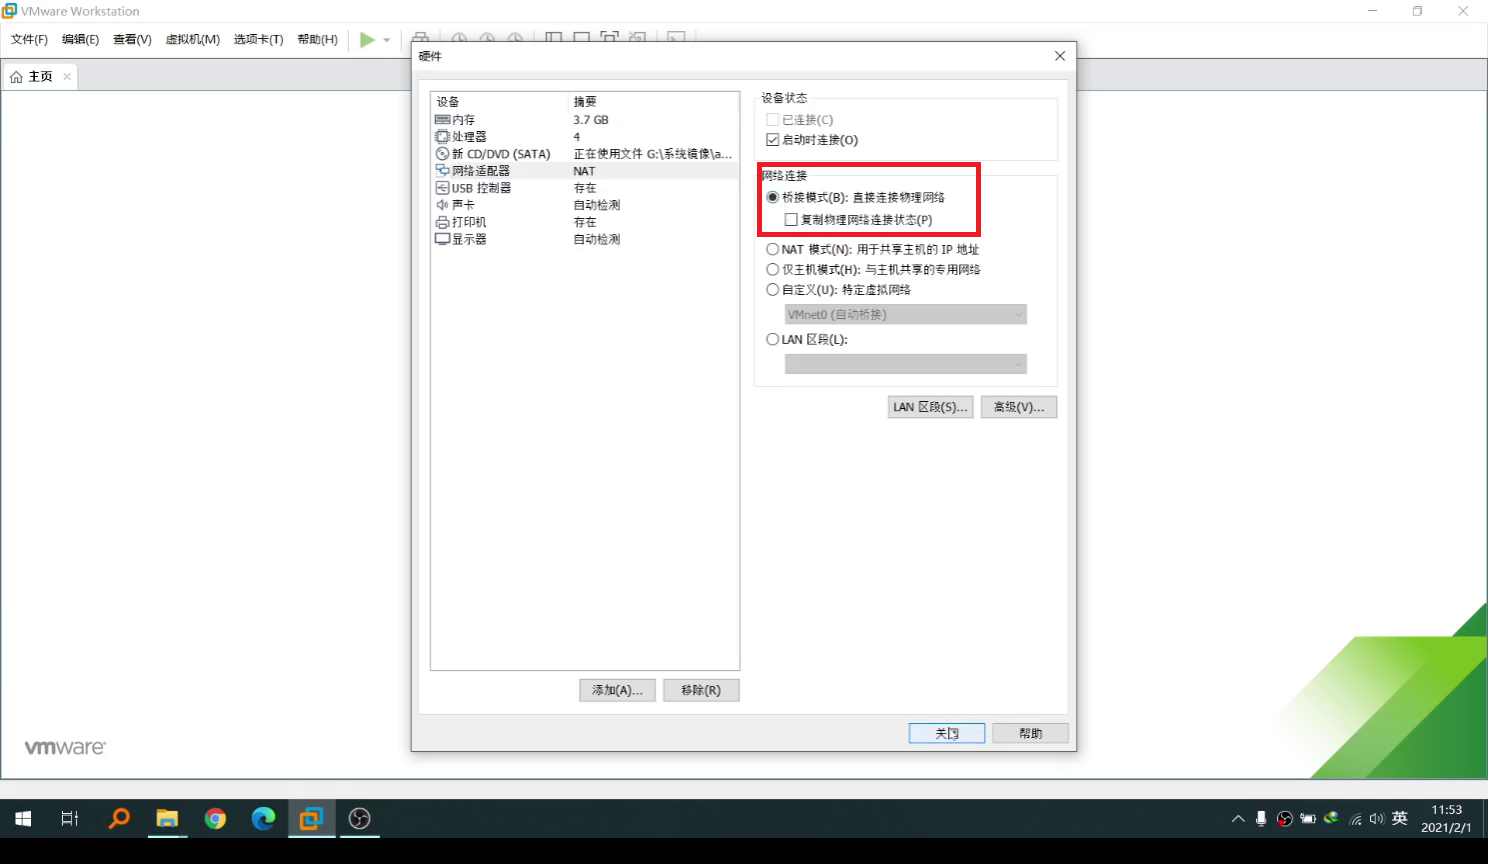 VMware Workstation
文件(F) 编辑(E) 查看(V) 虚拟机(M) 选项卡(T) 帮助(H)
主页
硬件
设备 摘要
内存 3.7 GB
处理器 4
新 CD/DVD (SATA) 正在使用文件 G:\系统镜像\a...
网络适配器 NAT
USB 控制器 存在
声卡 自动检测
打印机 存在
显示器 自动检测
添加(A)... 移除(R)
设备状态
已连接(C)
启动时连接(O)
网络连接
桥接模式(B): 直接连接物理网络
复制物理网络连接状态(P)
NAT 模式(N): 用于共享主机的 IP 地址
仅主机模式(H): 与主机共享的专用网络
自定义(U): 特定虚拟网络
VMnet0 (自动桥接)
LAN 区段(L):
LAN 区段(S)... 高级(V)...
关闭 帮助
vmware
英
11:53
2021/2/1